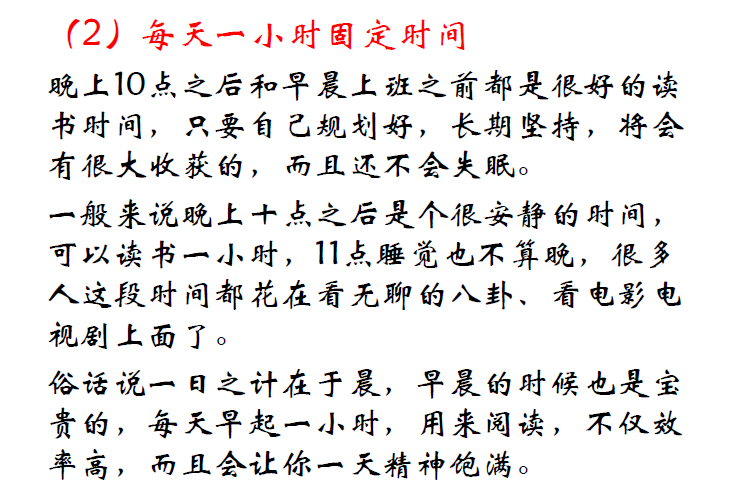 （2）每天一小时固定时间
晚上10点之后和早晨上班之前都是很好的读
书时间，只要自己规划好，长期坚持，将会
有很大收获的，而且还不会失眠。
一般来说晚上十点之后是个很安静的时间，
可以读书一小时，11点睡觉也不算晚，很多
人这段时间都花在看无聊的八卦、看电影电
视剧上面了。
俗话说一日之计在于晨，早晨的时候也是宝
贵的，每天早起一小时，用来阅读，不仅效
率高，而且会让你一天精神饱满。